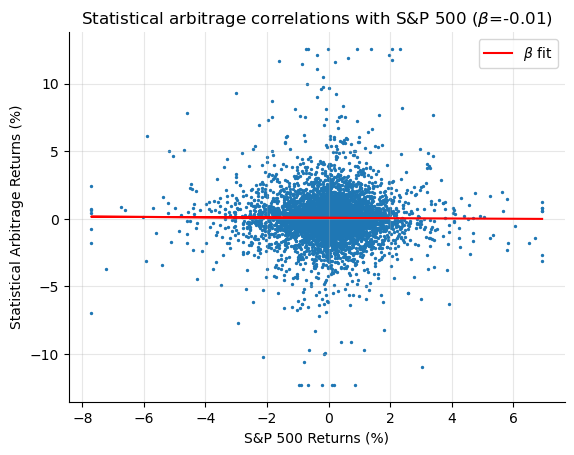 Statistical arbitrage correlations with S&P 500 (β=-0.01)
β fit
Statistical Arbitrage Returns (%)
10
5
0
−5
−10
−8 −6 −4 −2 0 2 4 6
S&P 500 Returns (%)